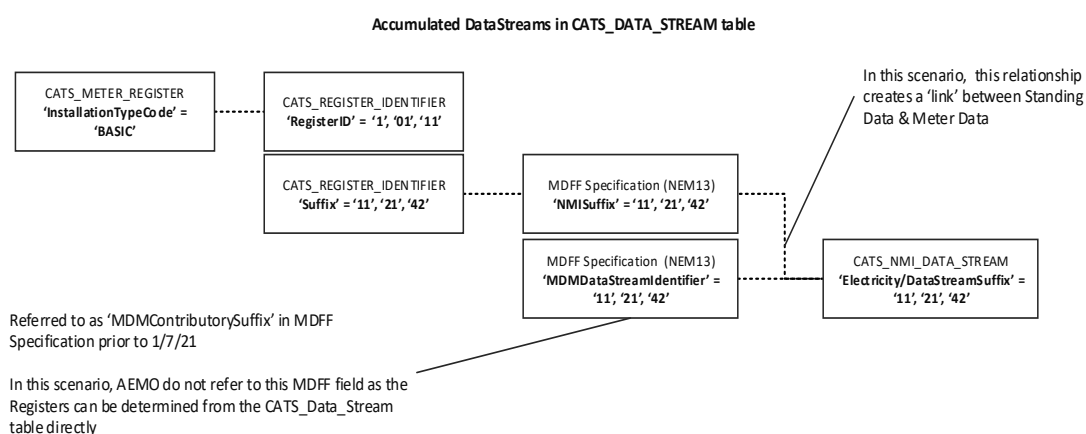 Accumulated DataStreams in CATS_DATA_STREAM table
CATS_METER_REGISTER
‘InstallationTypeCode’ =
‘BASIC’
CATS_REGISTER_IDENTIFIER
‘RegisterID’ = ‘1’, ‘01’, ‘11’
In this scenario, this relationship
creates a ‘link’ between Standing
Data & Meter Data
CATS_REGISTER_IDENTIFIER
‘Suffix’ = ‘11’, ‘21’, ‘42’
MDFF Specification (NEM13)
‘NMISuffix’ = ‘11’, ‘21’, ‘42’
MDFF Specification (NEM13)
‘MDMDataStreamIdentifier’ =
‘11’, ‘21’, ‘42’
CATS_NMI_DATA_STREAM
‘Electricity/DataStreamSuffix’ =
‘11’, ‘21’, ‘42’
Referred to as ‘MDMContributorySuffix’ in MDFF
Specification prior to 1/7/21
In this scenario, AEMO do not refer to this MDFF field as the
Registers can be determined from the CATS_Data_Stream
table directly